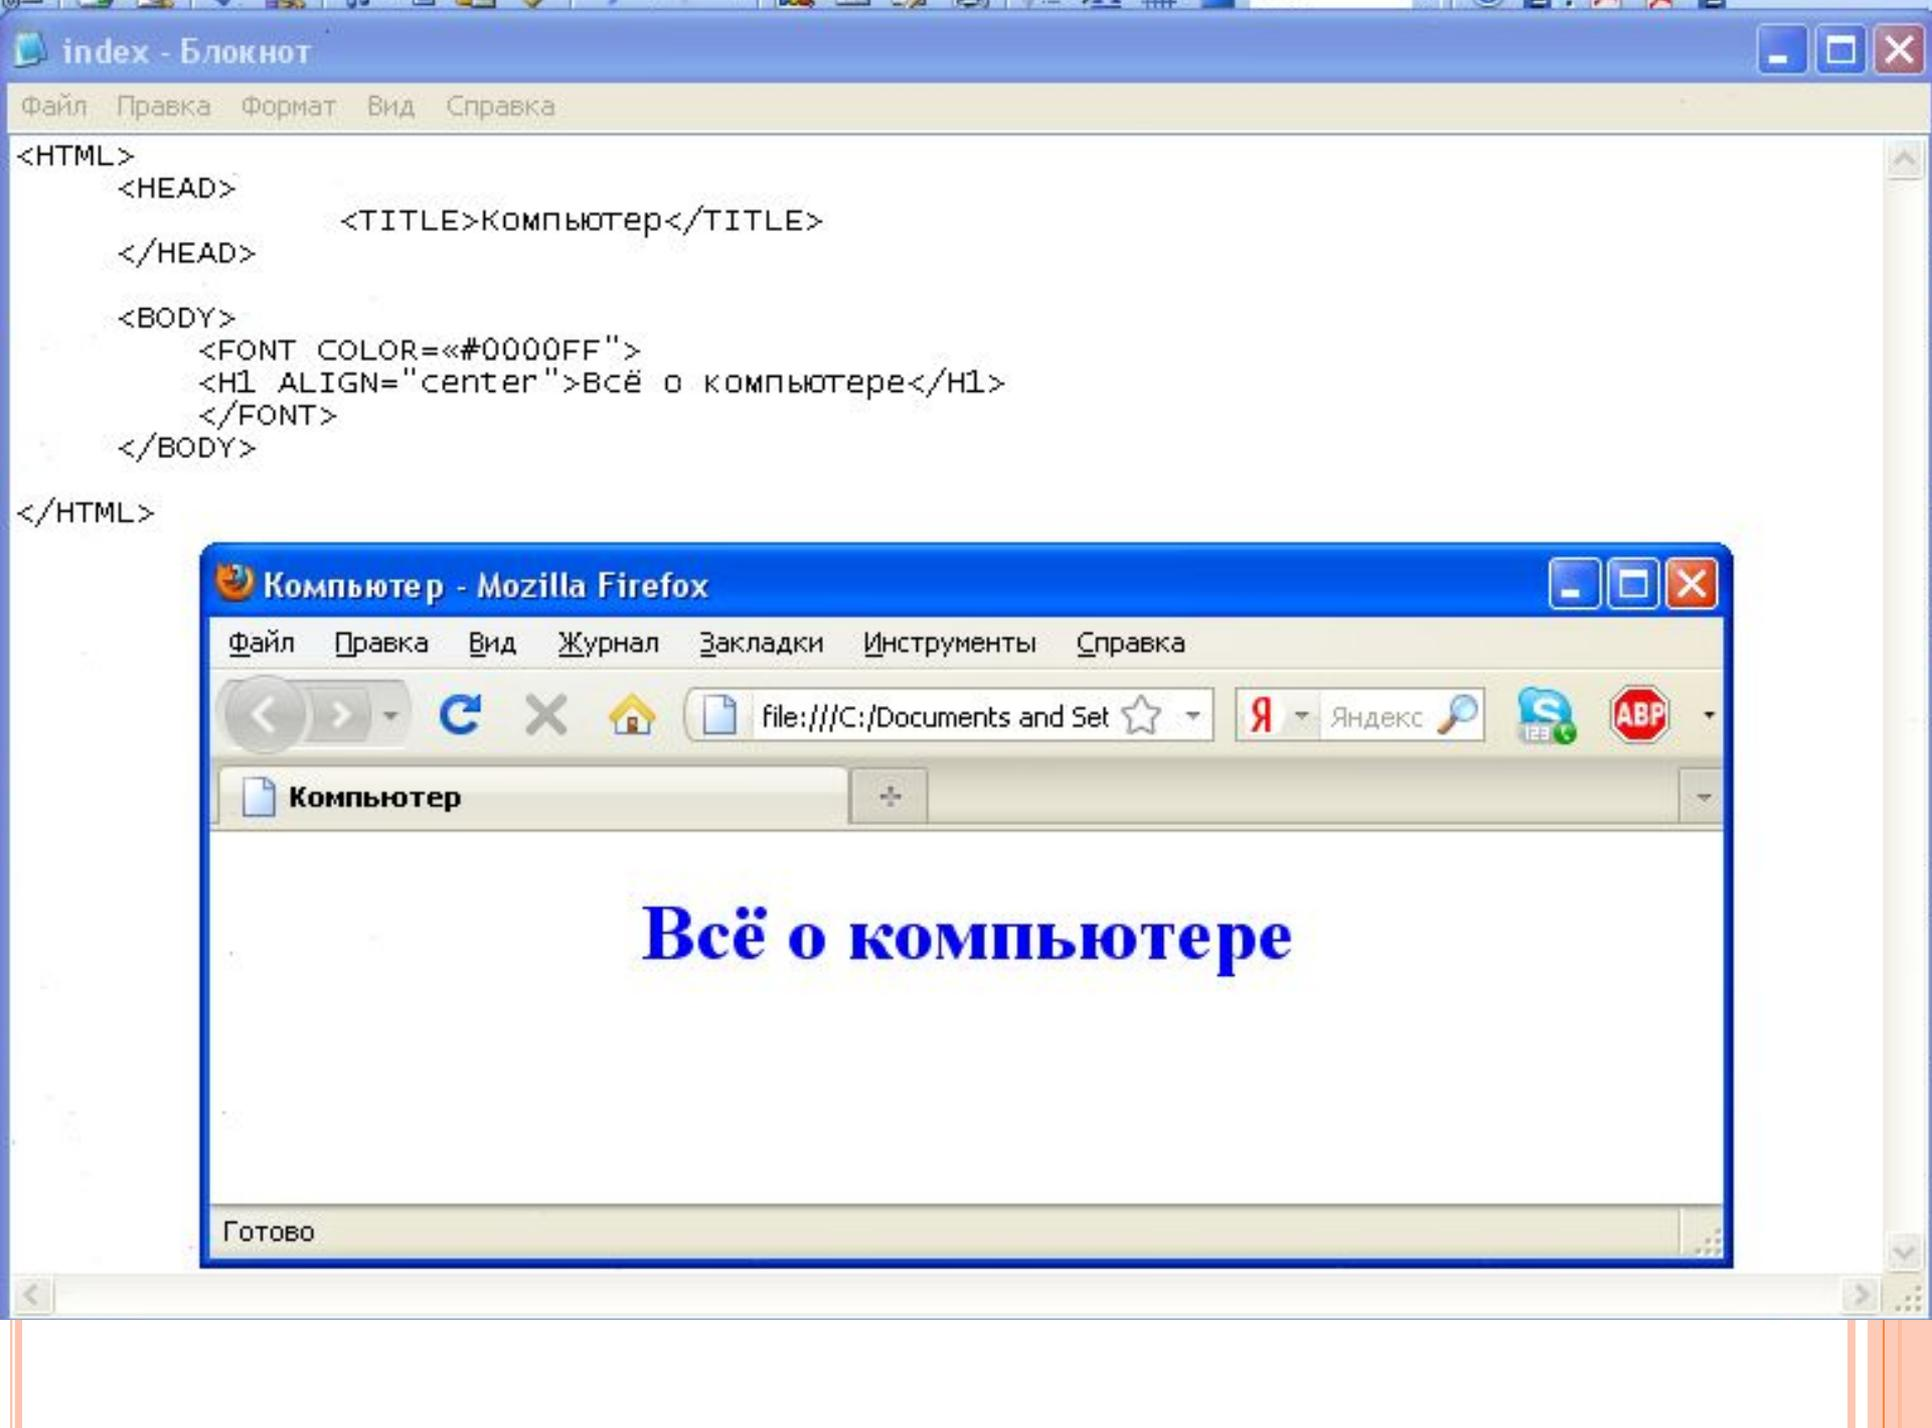 index - Блокнот
Файл Правка Формат Вид Справка
<HTML>
<HEAD>
<TITLE>Компьютер</TITLE>
</HEAD>
<BODY>
<FONT COLOR=«#0000FF">
<H1 ALIGN="center">Всё о компьютере</H1>
</FONT>
</BODY>
</HTML>
Компьютер - Mozilla Firefox
Файл Правка Вид Журнал Закладки Инструменты Справка
file:///C:/Documents and Set Я Яндекс ABP
Компьютер
Всё о компьютере
Готово